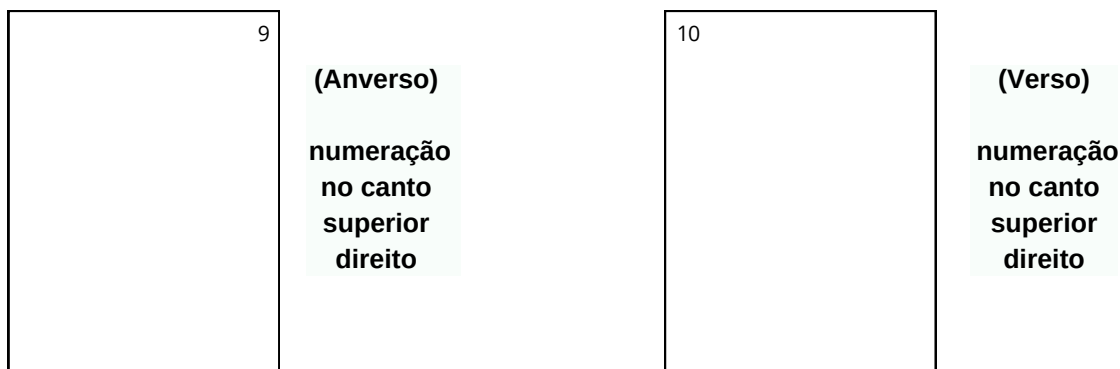 9
(Anverso)
numeração
no canto
superior
direito
10
(Verso)
numeração
no canto
superior
direito